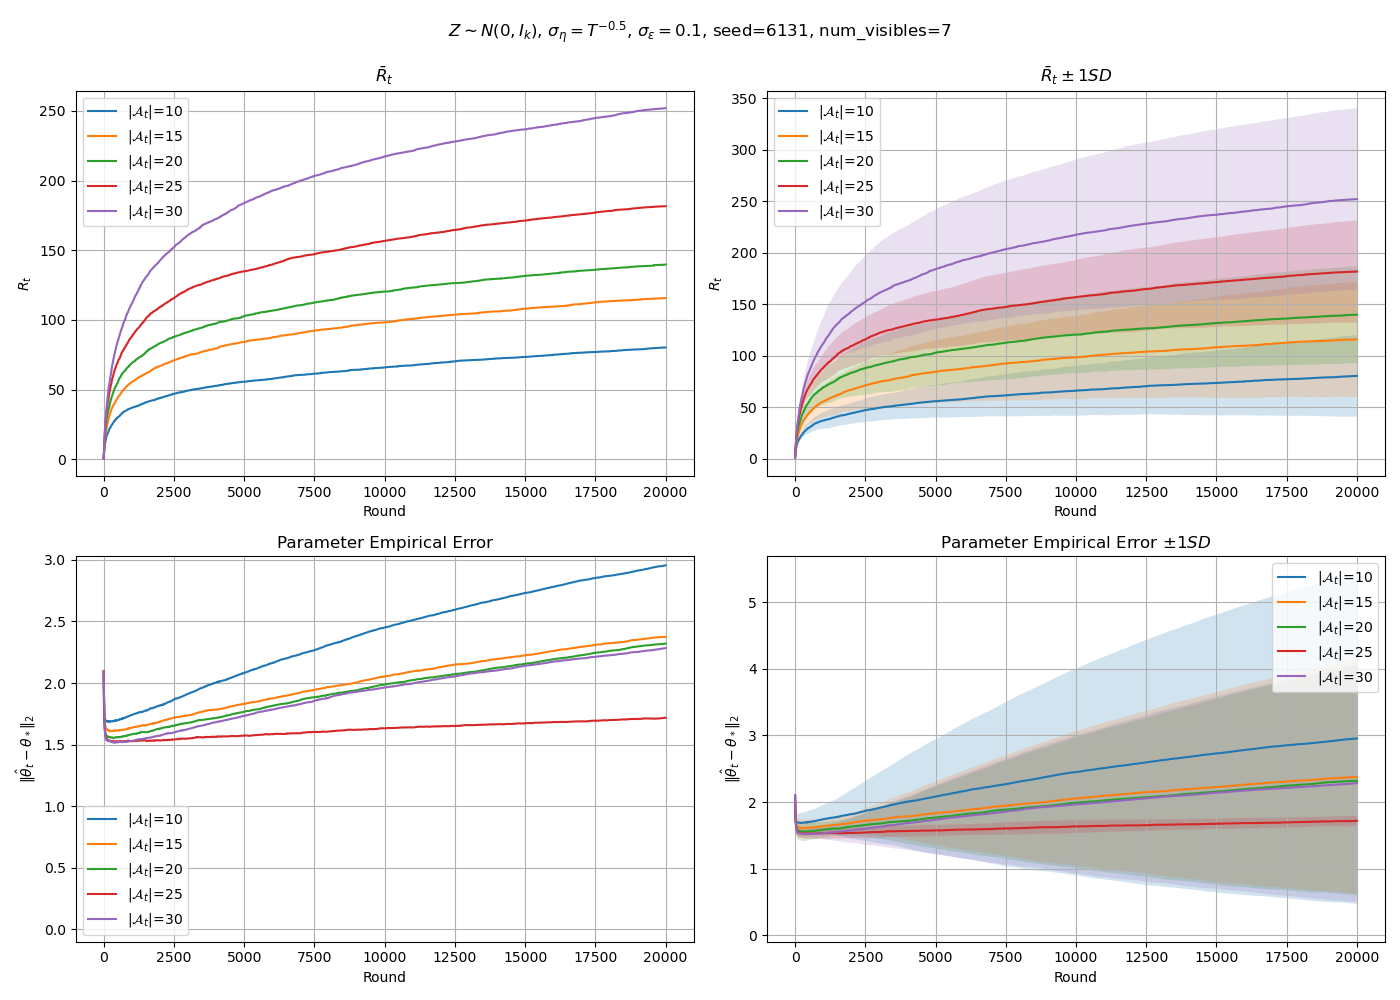 Z ∼ N(0, I_k), σ_η = T^{−0.5}, σ_ε = 0.1, seed=6131, num_visibles=7
R̄_t
R_t
250
200
150
100
50
0
|𝒜_t|=10
|𝒜_t|=15
|𝒜_t|=20
|𝒜_t|=25
|𝒜_t|=30
0 2500 5000 7500 10000 12500 15000 17500 20000
Round
R̄_t ± 1SD
R_t
350
300
250
200
150
100
50
0
|𝒜_t|=10
|𝒜_t|=15
|𝒜_t|=20
|𝒜_t|=25
|𝒜_t|=30
0 2500 5000 7500 10000 12500 15000 17500 20000
Round
Parameter Empirical Error
‖θ̂_t − θ_*‖_2
3.0
2.5
2.0
1.5
1.0
0.5
0.0
|𝒜_t|=10
|𝒜_t|=15
|𝒜_t|=20
|𝒜_t|=25
|𝒜_t|=30
0 2500 5000 7500 10000 12500 15000 17500 20000
Round
Parameter Empirical Error ±1SD
‖θ̂_t − θ_*‖_2
5
4
3
2
1
0
|𝒜_t|=10
|𝒜_t|=15
|𝒜_t|=20
|𝒜_t|=25
|𝒜_t|=30
0 2500 5000 7500 10000 12500 15000 17500 20000
Round